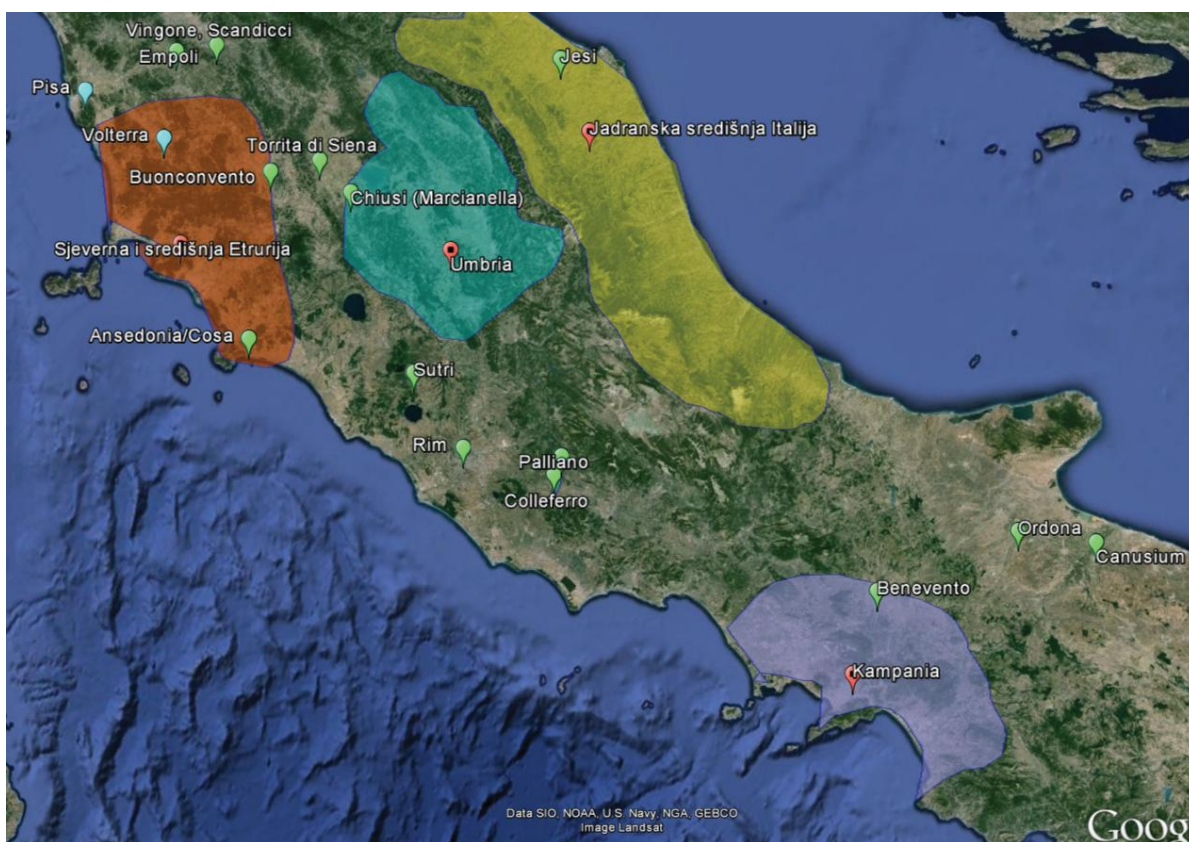 Vingone, Scandicci
Empoli
Jesi
Pisa
Jadranska središnja Italija
Volterra
Torrita di Siena
Buonconvento
Chiusi (Marcianella)
Sjeverna i središnja Etrurija
Umbria
Ansedonia/Cosa
Sutri
Rim
Palliano
Colleferro
Ordona
Canusium
Benevento
Kampania
Data SIO, NOAA, U.S. Navy, NGA, GEBCO
Image Landsat
Goog